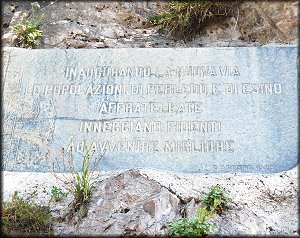 INAUGURANDO LA NUOVA VIA
LE POPOLAZIONI DI PERLEDO E DI ESINO
AFFRATELLATE
INNEGGIANO FIDENTI
AD AVVENIRE MIGLIORE